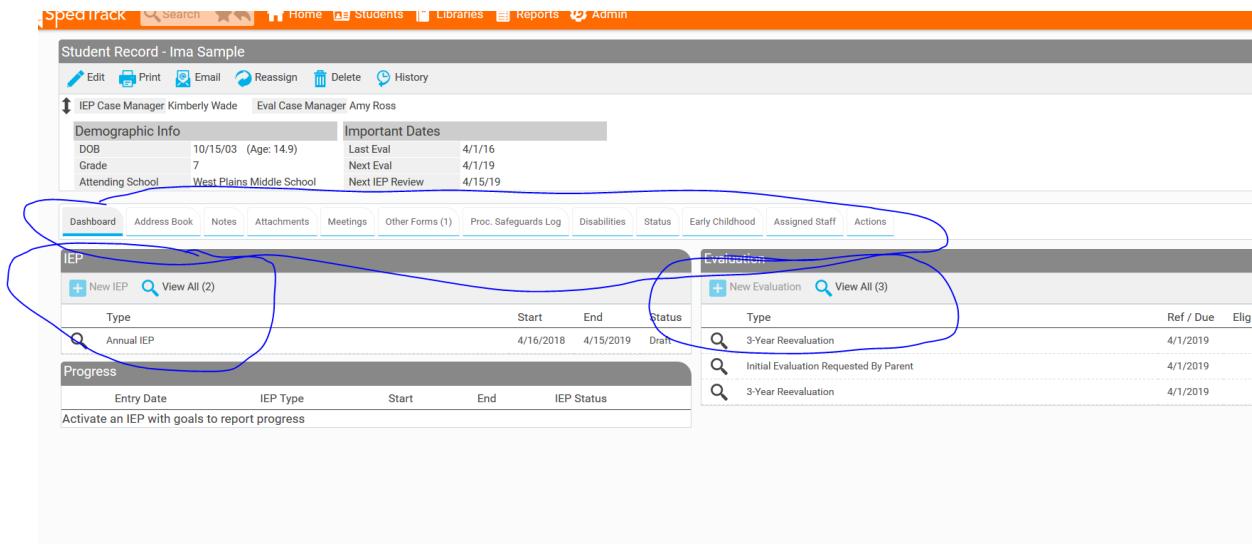 SpedTrack Search Home Students Libraries Reports Admin
Student Record - Ima Sample
Edit Print Email Reassign Delete History
IEP Case Manager Kimberly Wade Eval Case Manager Amy Ross
Demographic Info Important Dates
DOB 10/15/03 (Age: 14.9) Last Eval 4/1/16
Grade 7 Next Eval 4/1/19
Attending School West Plains Middle School Next IEP Review 4/15/19
Dashboard Address Book Notes Attachments Meetings Other Forms (1) Proc. Safeguards Log Disabilities Status Early Childhood Assigned Staff Actions
IEP Evaluation
New IEP View All (2) New Evaluation View All (3)
Type Start End Status Type Ref / Due Elig
Annual IEP 4/16/2018 4/15/2019 Draft 3-Year Reevaluation 4/1/2019
Progress Initial Evaluation Requested By Parent 4/1/2019
Entry Date IEP Type Start End IEP Status 3-Year Reevaluation 4/1/2019
Activate an IEP with goals to report progress